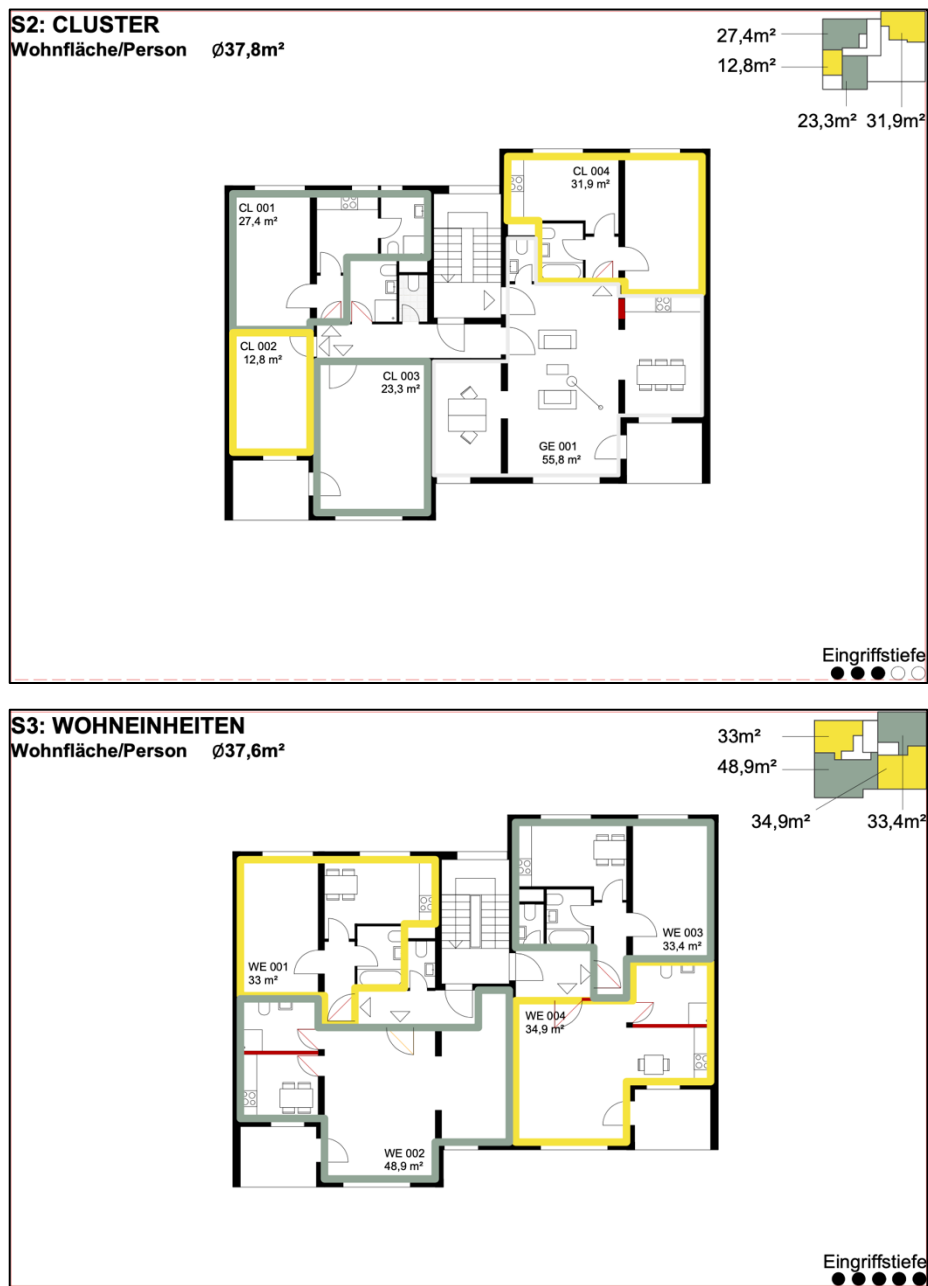 S2: CLUSTER
Wohnfläche/Person Ø37,8m²
27,4m²
12,8m²
23,3m² 31,9m²
CL 001
27,4 m²
CL 004
31,9 m²
CL 002
12,8 m²
CL 003
23,3 m²
GE 001
55,8 m²
Eingriffstiefe
S3: WOHNEINHEITEN
Wohnfläche/Person Ø37,6m²
33m²
48,9m²
34,9m² 33,4m²
WE 001
33 m²
WE 003
33,4 m²
WE 004
34,9 m²
WE 002
48,9 m²
Eingriffstiefe